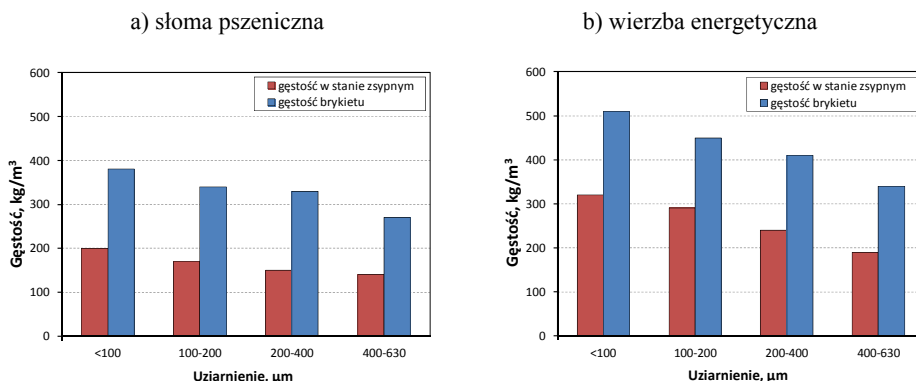 a) słoma pszeniczna
600
500
400
300
200
100
0
Gęstość, kg/m³
gęstość w stanie zsypnym
gęstość brykietu
<100 100-200 200-400 400-630
Uziarnienie, µm
b) wierzba energetyczna
600
500
400
300
200
100
0
Gęstość, kg/m³
gęstość w stanie zsypnym
gęstość brykietu
<100 100-200 200-400 400-630
Uziarnienie, µm